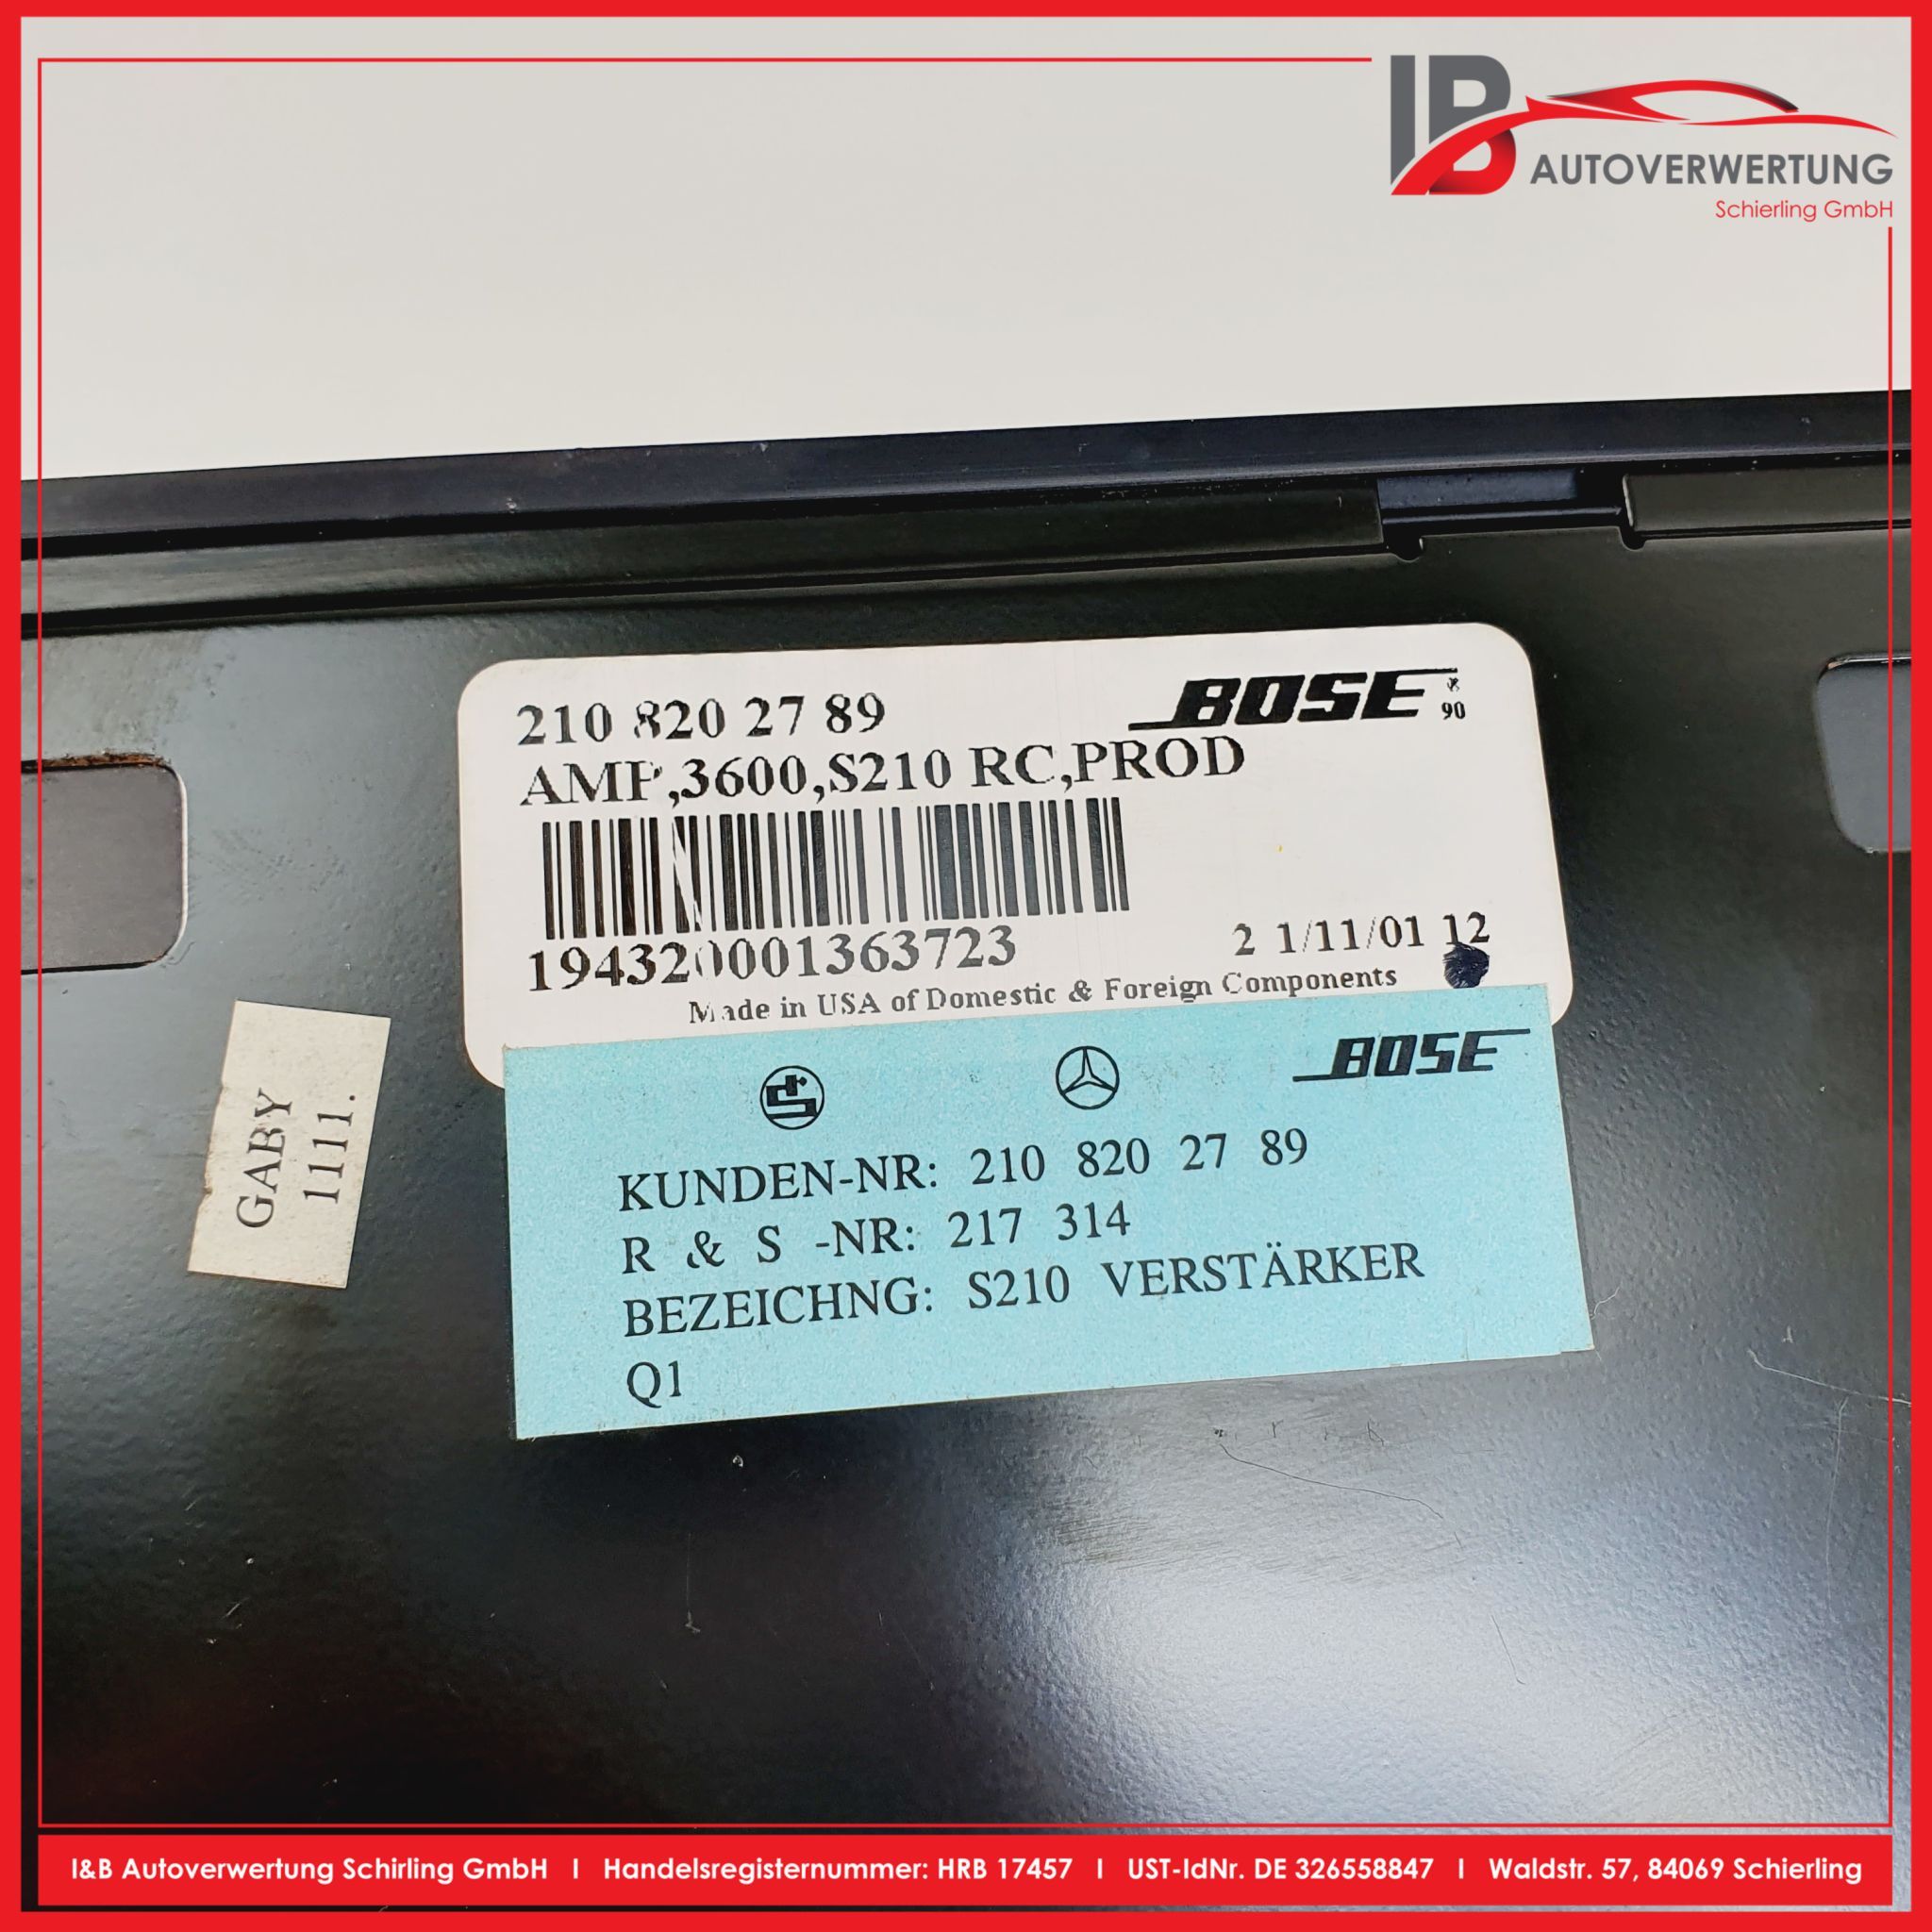 IB
AUTOVERWERTUNG
Schierling GmbH
210 820 27 89
BOSE ® 90
AMP,3600,S210 RC,PROD
194320001363723
2 1/11/01 12
Made in USA of Domestic & Foreign Components
GABY
1111.
BOSE
KUNDEN-NR: 210 820 27 89
R & S -NR: 217 314
BEZEICHNG: S210 VERSTÄRKER
Q1
I&B Autoverwertung Schirling GmbH I Handelsregisternummer: HRB 17457 I UST-IdNr. DE 326558847 I Waldstr. 57, 84069 Schierling